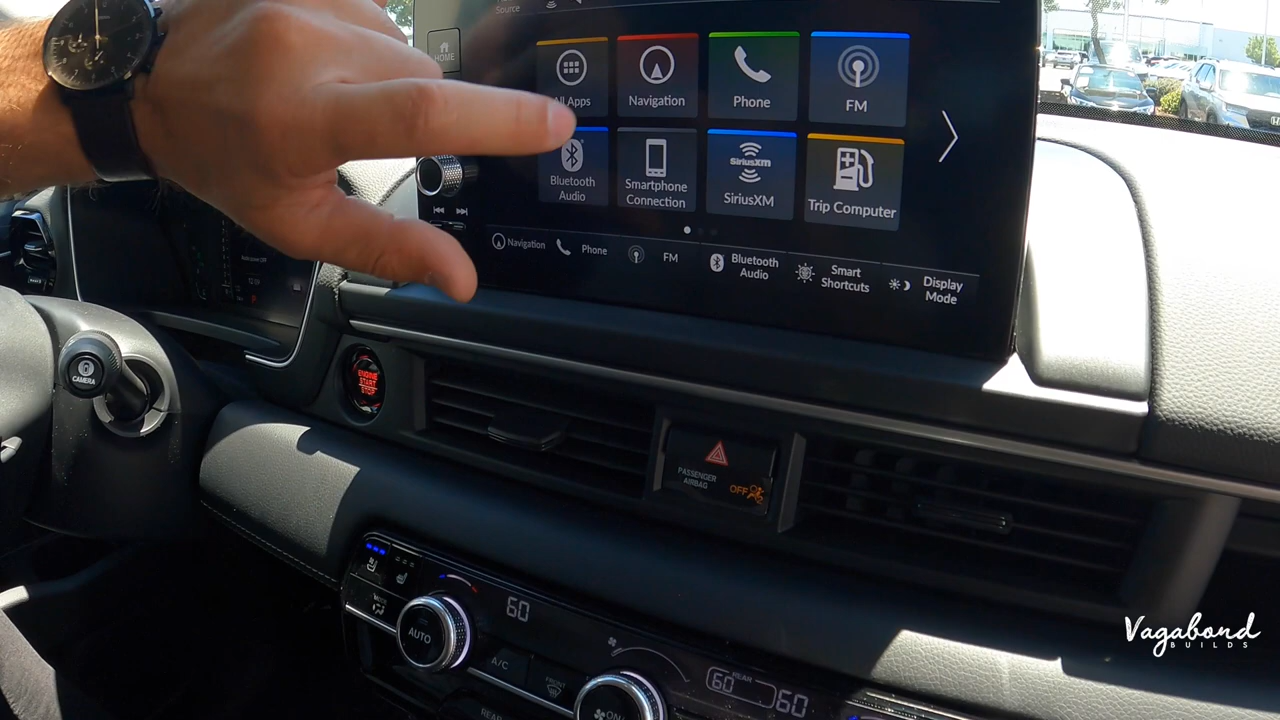 Source
HOME
All Apps
Navigation
Phone
FM
Bluetooth
Audio
Smartphone
Connection
SiriusXM
SiriusXM
Trip Computer
Navigation
Phone
FM
Bluetooth
Audio
Smart
Shortcuts
Display
Mode
CAMERA
ENGINE
START
STOP
PASSENGER
AIRBAG
OFF
60
AUTO
A/C
FRONT
REAR
REAR
60
60
Vagabond
BUILDS